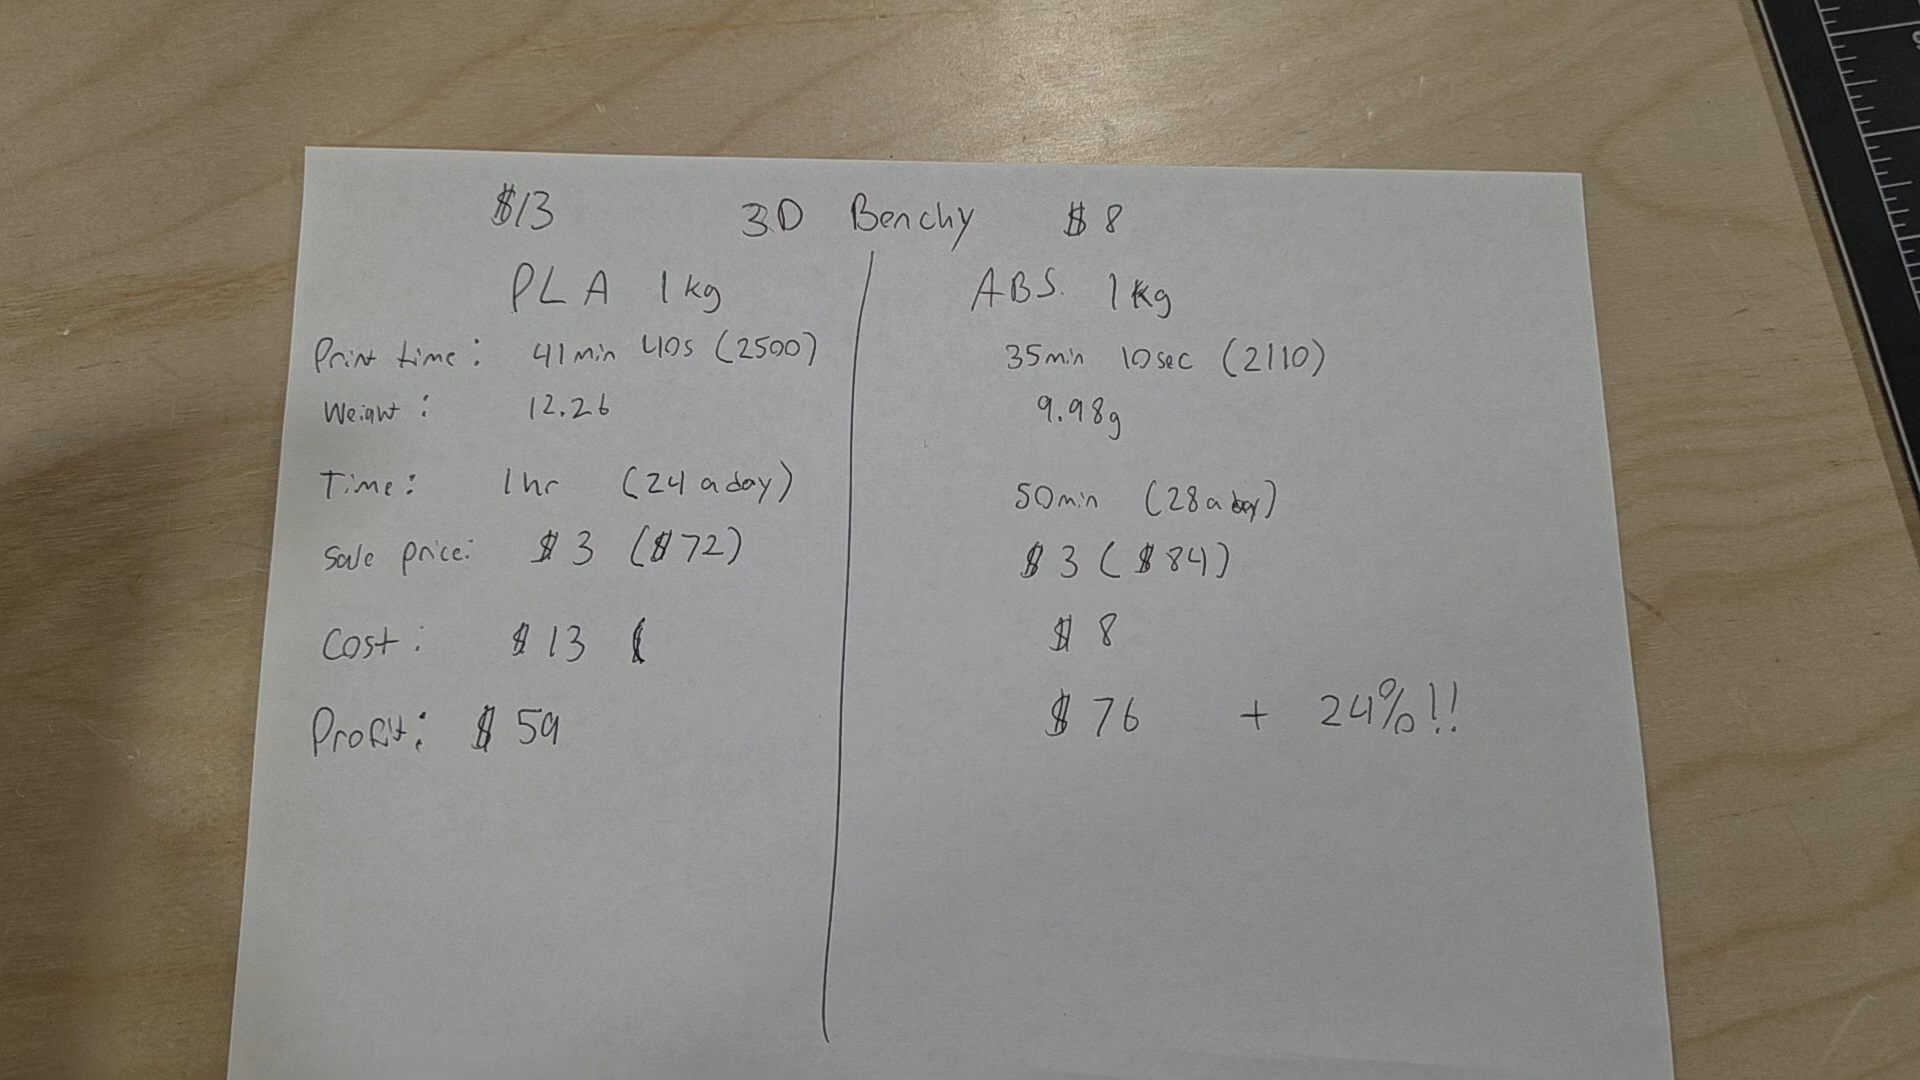 $13 3D Benchy $8
PLA 1kg
Print time: 41min 40s (2500)
Weight: 12.26
Time: 1hr (24 a day)
Sale price: $3 ($72)
Cost: $13 (
Profit: $59
ABS. 1kg
35min 10sec (2110)
9.98g
50min (28 a day)
$3 ($84)
$8
$76 + 24%!!